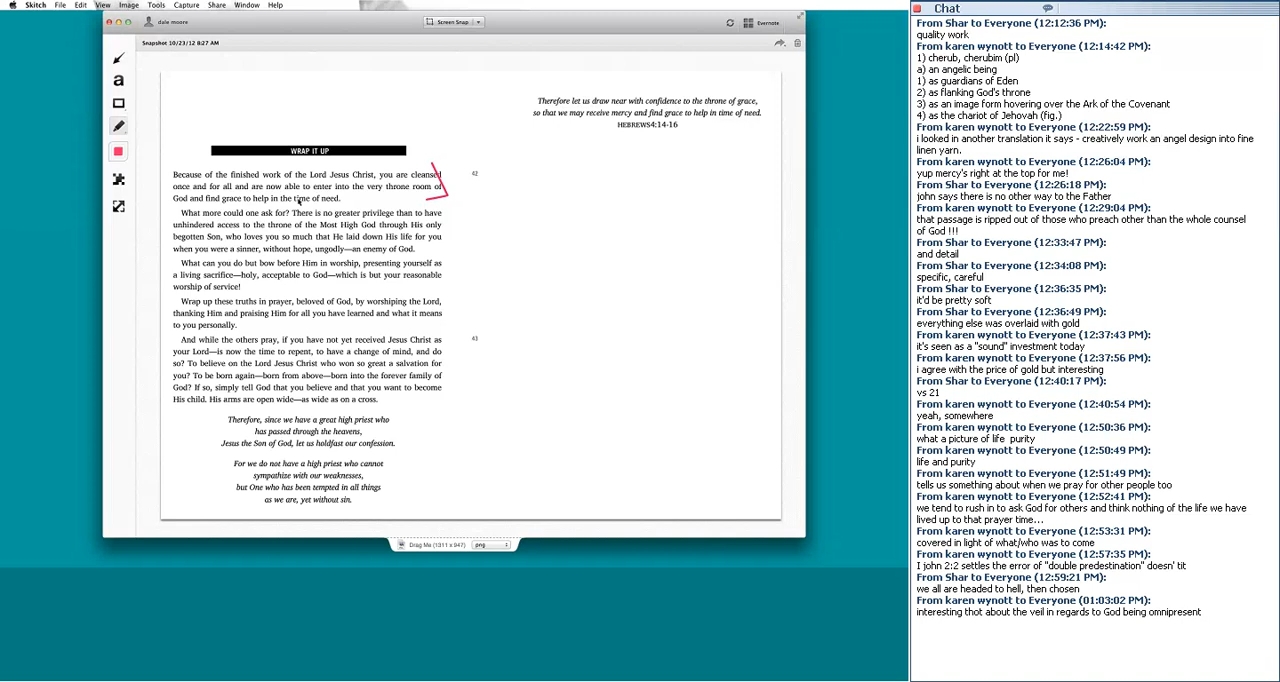 Skitch File Edit View Image Tools Capture Share Window Help
dale moore
Screen Snap
Evernote
Snapshot 10/23/12 8:27 AM
a
Therefore let us draw near with confidence to the throne of grace,
so that we may receive mercy and find grace to help in time of need.
HEBREWS4:14-16
WRAP IT UP
Because of the finished work of the Lord Jesus Christ, you are cleansed
once and for all and are now able to enter into the very throne room of
God and find grace to help in the time of need.
42
What more could one ask for? There is no greater privilege than to have
unhindered access to the throne of the Most High God through His only
begotten Son, who loves you so much that He laid down His life for you
when you were a sinner, without hope, ungodly—an enemy of God.
What can you do but bow before Him in worship, presenting yourself as
a living sacrifice—holy, acceptable to God—which is but your reasonable
worship of service!
Wrap up these truths in prayer, beloved of God, by worshiping the Lord,
thanking Him and praising Him for all you have learned and what it means
to you personally.
And while the others pray, if you have not yet received Jesus Christ as
your Lord—is now the time to repent, to have a change of mind, and do
so? To believe on the Lord Jesus Christ who won so great a salvation for
you? To be born again—born from above—born into the forever family of
God? If so, simply tell God that you believe and that you want to become
His child. His arms are open wide—as wide as on a cross.
43
Therefore, since we have a great high priest who
has passed through the heavens,
Jesus the Son of God, let us holdfast our confession.
For we do not have a high priest who cannot
sympathize with our weaknesses,
but One who has been tempted in all things
as we are, yet without sin.
Drag Me (1311 x 947) png
Chat
From Shar to Everyone (12:12:36 PM):
quality work
From karen wynott to Everyone (12:14:42 PM):
1) cherub, cherubim (pl)
a) an angelic being
1) as guardians of Eden
2) as flanking God's throne
3) as an image form hovering over the Ark of the Covenant
4) as the chariot of Jehovah (fig.)
From karen wynott to Everyone (12:22:59 PM):
i looked in another translation it says - creatively work an angel design into fine
linen yarn.
From karen wynott to Everyone (12:26:04 PM):
yup mercy's right at the top for me!
From Shar to Everyone (12:26:18 PM):
john says there is no other way to the Father
From karen wynott to Everyone (12:29:04 PM):
that passage is ripped out of those who preach other than the whole counsel
of God !!!
From Shar to Everyone (12:33:47 PM):
and detail
From Shar to Everyone (12:34:08 PM):
specific, careful
From Shar to Everyone (12:36:35 PM):
it'd be pretty soft
From Shar to Everyone (12:36:49 PM):
everything else was overlaid with gold
From karen wynott to Everyone (12:37:43 PM):
it's seen as a "sound" investment today
From karen wynott to Everyone (12:37:56 PM):
i agree with the price of gold but interesting
From Shar to Everyone (12:40:17 PM):
vs 21
From karen wynott to Everyone (12:40:54 PM):
yeah, somewhere
From karen wynott to Everyone (12:50:36 PM):
what a picture of life purity
From karen wynott to Everyone (12:50:49 PM):
life and purity
From karen wynott to Everyone (12:51:49 PM):
tells us something about when we pray for other people too
From karen wynott to Everyone (12:52:41 PM):
we tend to rush in to ask God for others and think nothing of the life we have
lived up to that prayer time...
From karen wynott to Everyone (12:53:31 PM):
covered in light of what/who was to come
From karen wynott to Everyone (12:57:35 PM):
I john 2:2 settles the error of "double predestination" doesn' tit
From Shar to Everyone (12:59:21 PM):
we all are headed to hell, then chosen
From karen wynott to Everyone (01:03:02 PM):
interesting thot about the veil in regards to God being omnipresent